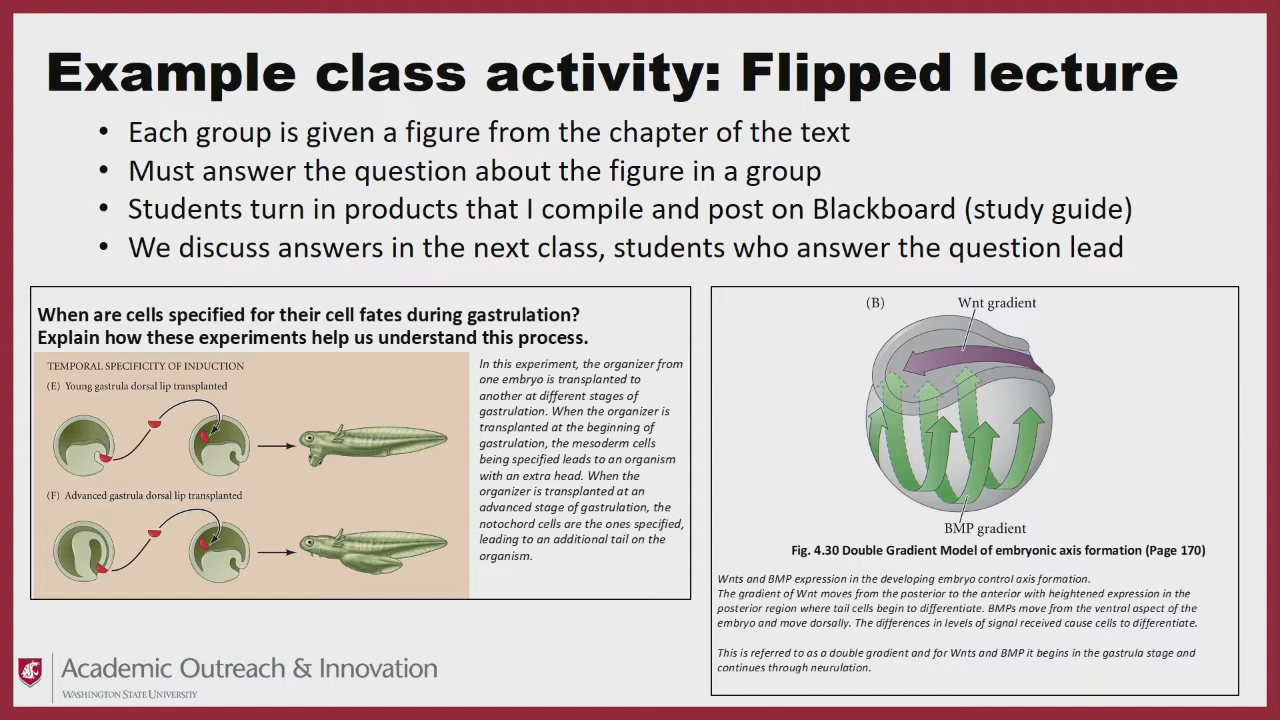 Example class activity: Flipped lecture
• Each group is given a figure from the chapter of the text
• Must answer the question about the figure in a group
• Students turn in products that I compile and post on Blackboard (study guide)
• We discuss answers in the next class, students who answer the question lead
When are cells specified for their cell fates during gastrulation?
Explain how these experiments help us understand this process.
TEMPORAL SPECIFICITY OF INDUCTION
(E) Young gastrula dorsal lip transplanted
(F) Advanced gastrula dorsal lip transplanted
In this experiment, the organizer from
one embryo is transplanted to
another at different stages of
gastrulation. When the organizer is
transplanted at the beginning of
gastrulation, the mesoderm cells
being specified leads to an organism
with an extra head. When the
organizer is transplanted at an
advanced stage of gastrulation, the
notochord cells are the ones specified,
leading to an additional tail on the
organism.
(B) Wnt gradient
BMP gradient
Fig. 4.30 Double Gradient Model of embryonic axis formation (Page 170)
Wnts and BMP expression in the developing embryo control axis formation.
The gradient of Wnt moves from the posterior to the anterior with heightened expression in the
posterior region where tail cells begin to differentiate. BMPs move from the ventral aspect of the
embryo and move dorsally. The differences in levels of signal received cause cells to differentiate.
This is referred to as a double gradient and for Wnts and BMP it begins in the gastrula stage and
continues through neurulation.
Academic Outreach & Innovation
WASHINGTON STATE UNIVERSITY